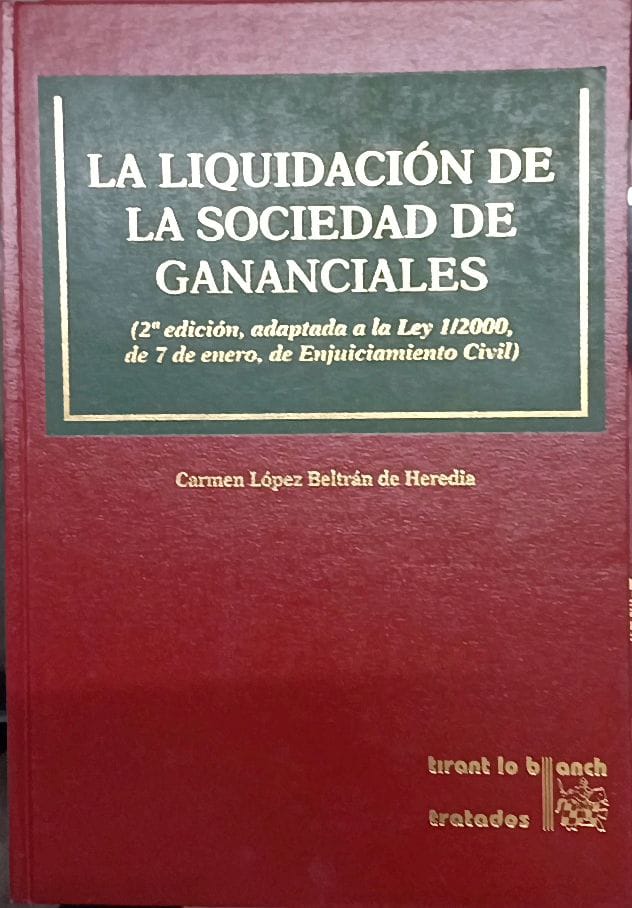 LA LIQUIDACIÓN DE
LA SOCIEDAD DE
GANANCIALES
(2ª edición, adaptada a la Ley 1/2000,
de 7 de enero, de Enjuiciamiento Civil)
Carmen López Beltrán de Heredia
tirant lo blanch
tratados